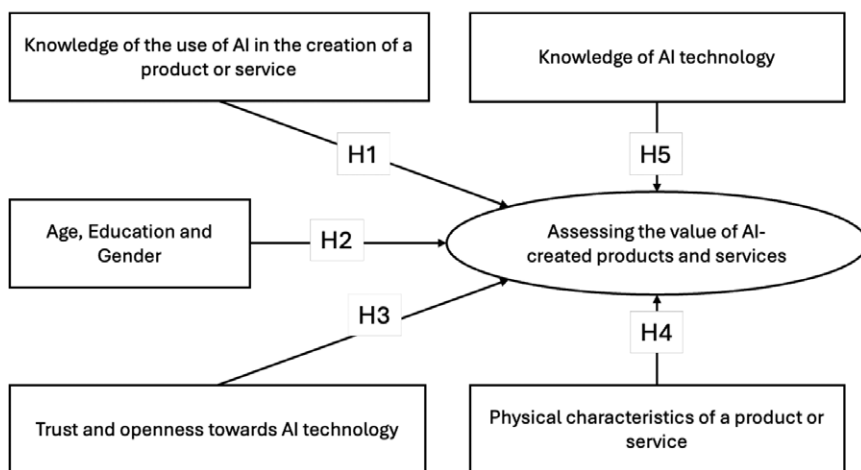 Knowledge of the use of AI in the creation of a
product or service
Knowledge of AI technology
H1
H5
Age, Education and
Gender
H2
Assessing the value of AI-
created products and services
H3
H4
Trust and openness towards AI technology
Physical characteristics of a product or
service